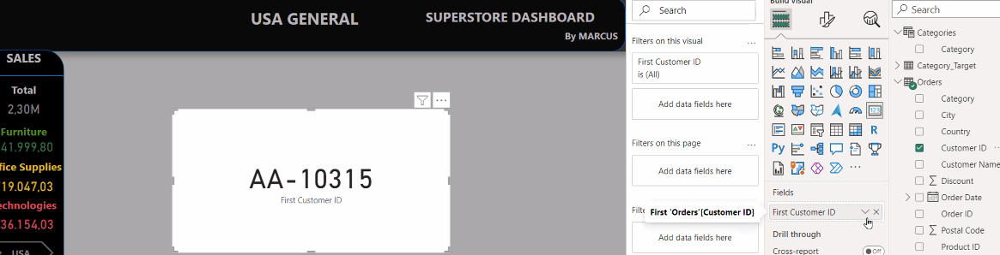 USA GENERAL
SUPERSTORE DASHBOARD
By MARCUS
SALES
Total
2,30M
Furniture
41.999,80
fice Supplies
719.047,03
echnologies
36.154,03
USA
AA-10315
First Customer ID
Search
Filters on this visual
...
First Customer ID
is (All)
Add data fields here
Filters on this page
...
Add data fields here
Add data fields here
First 'Orders'[Customer ID]
Build visual
123
R
Py
...
Fields
First Customer ID
Drill through
Cross-report
Off
Search
Categories
Category
Category_Target
Orders
Category
City
Country
Customer ID
Customer Name
Discount
Order Date
Order ID
Postal Code
Product ID